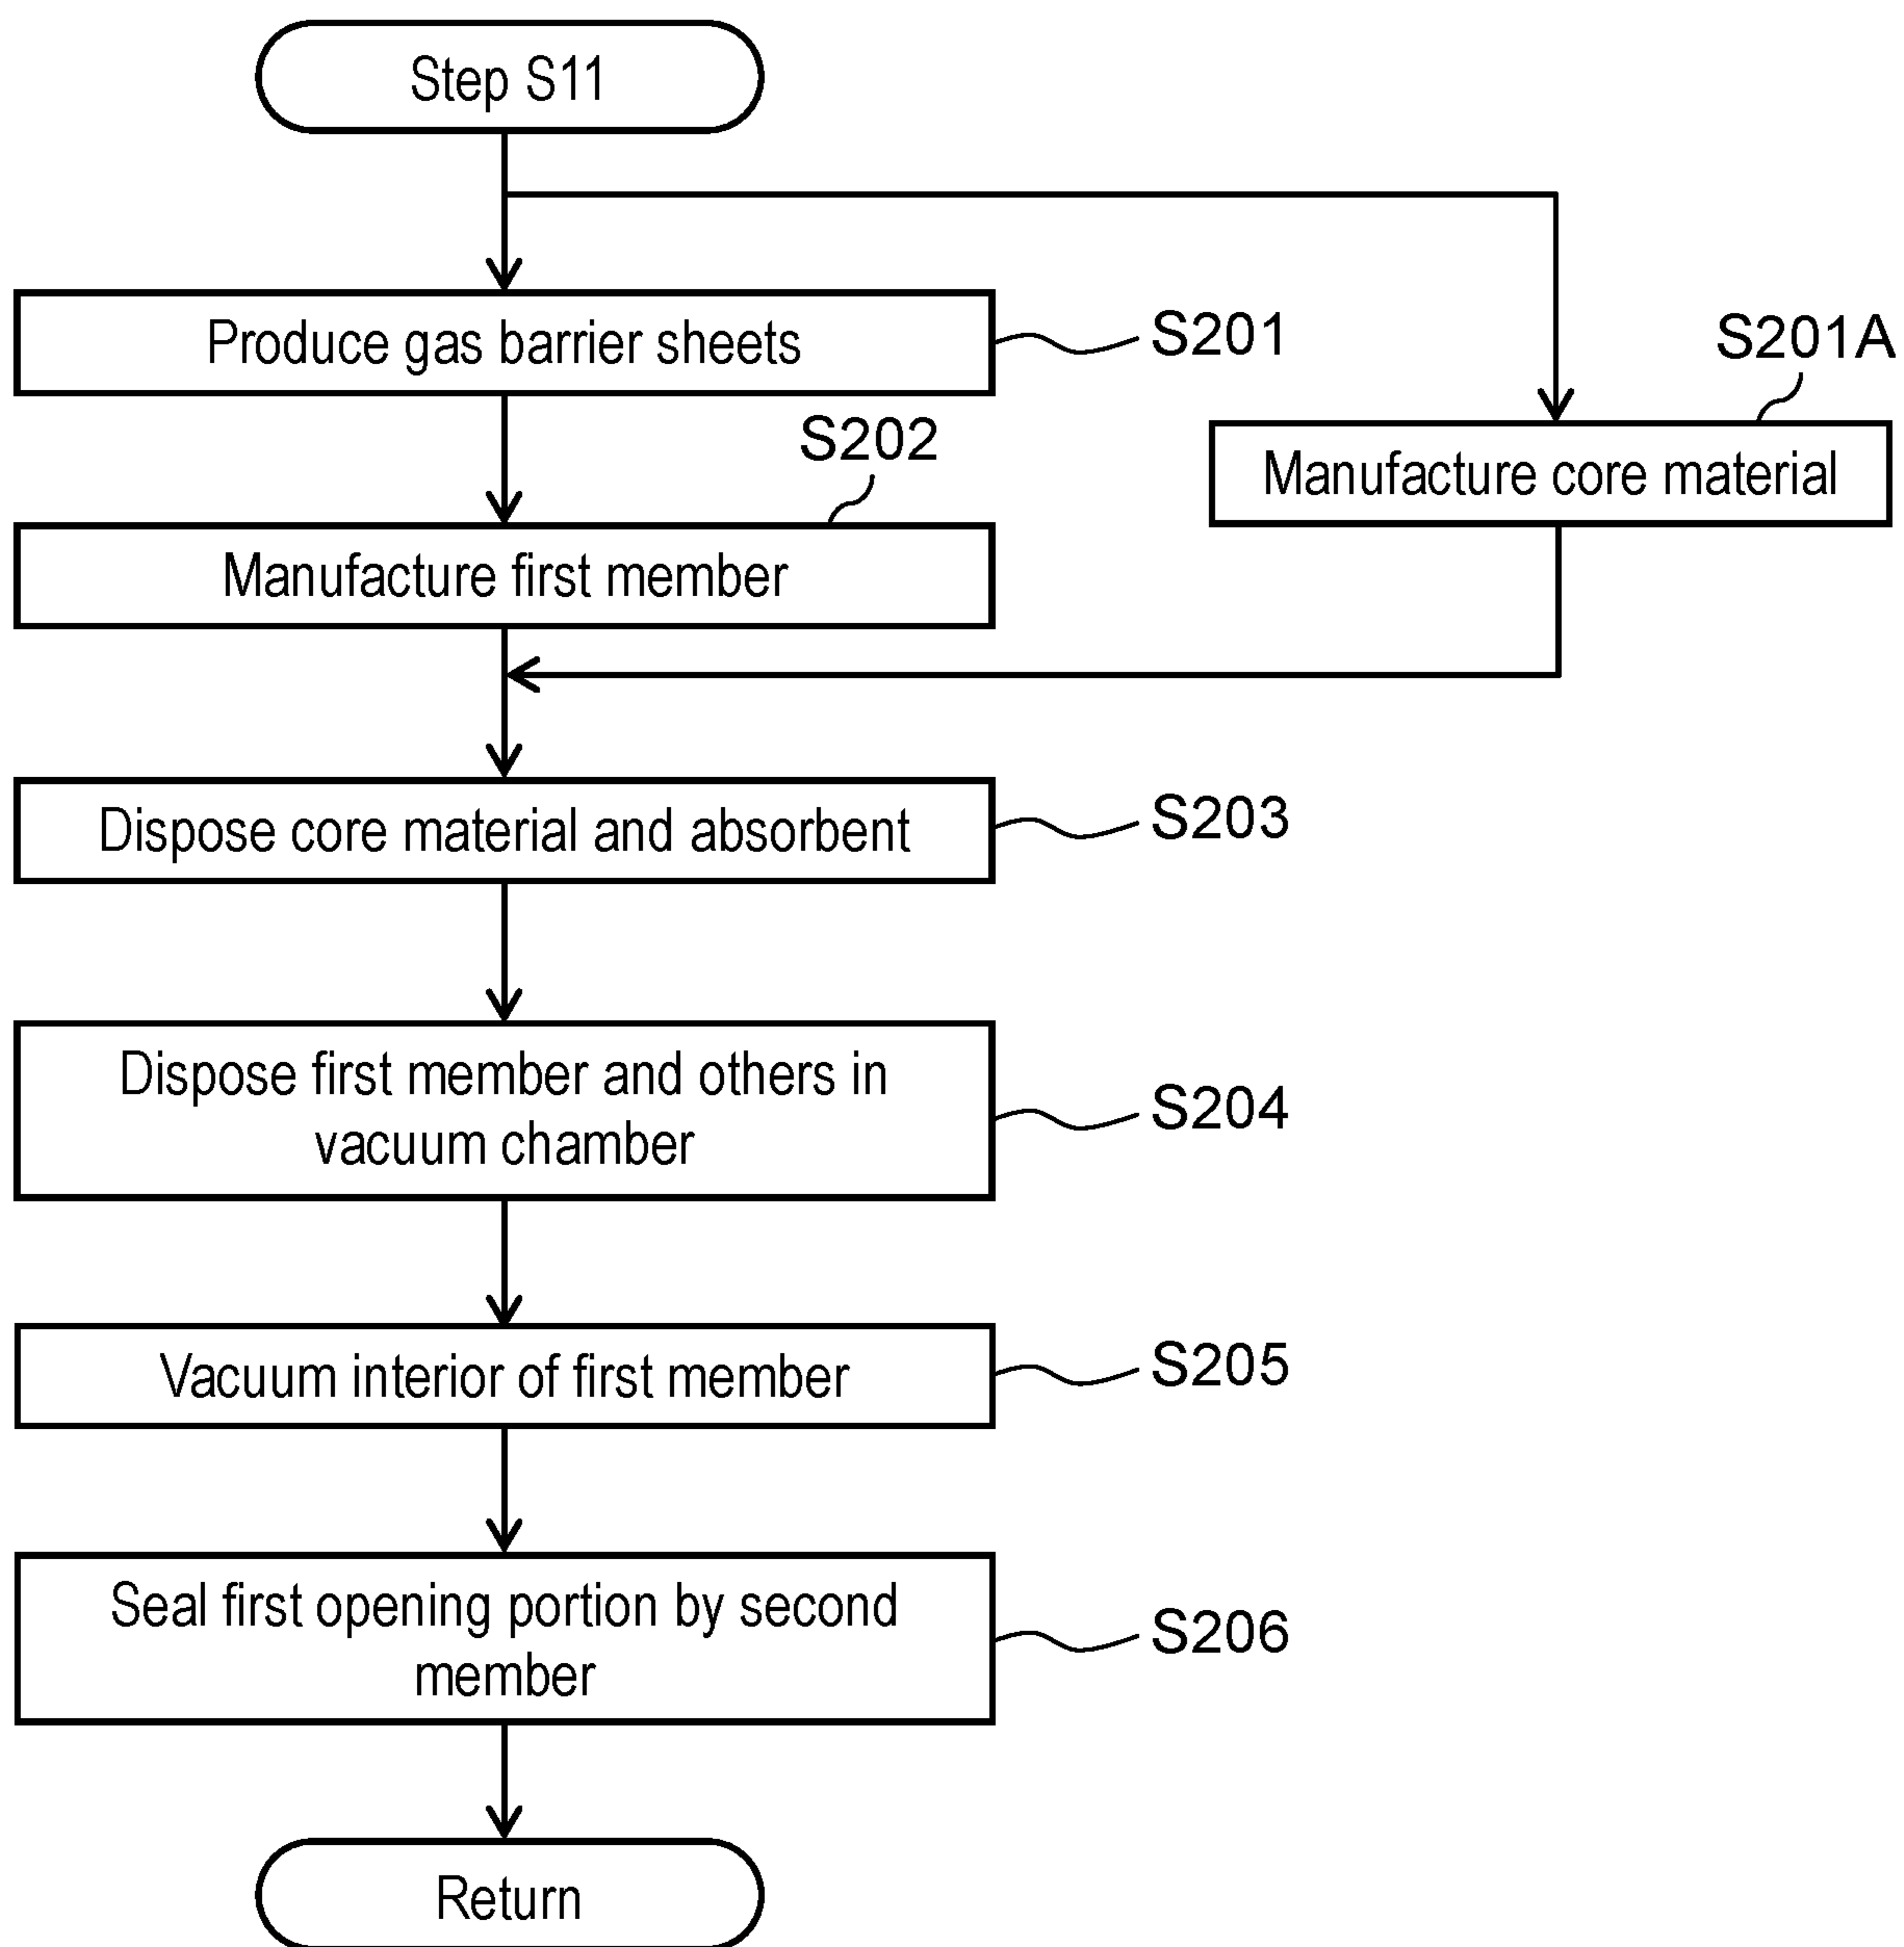 Step S11
Produce gas barrier sheets
S201
S201A
S202
Manufacture core material
Manufacture first member
Dispose core material and absorbent
S203
Dispose first member and others in
vacuum chamber
S204
Vacuum interior of first member
S205
Seal first opening portion by second
member
S206
Return